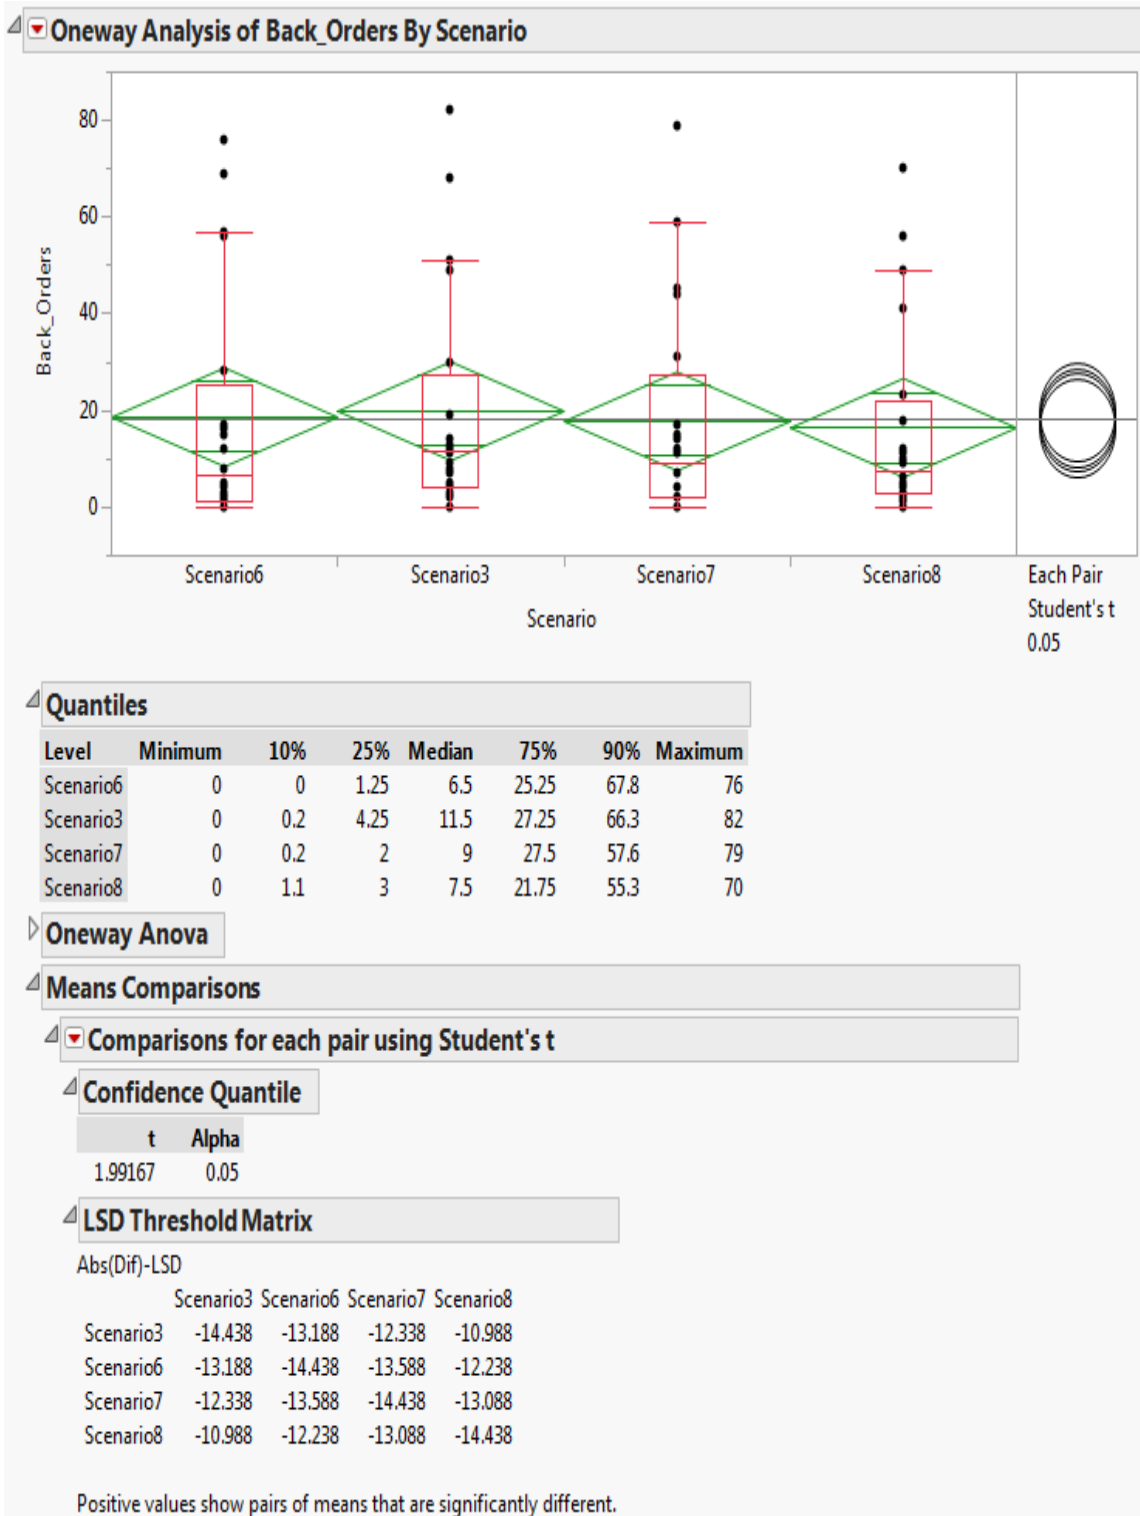 Oneway Analysis of Back_Orders By Scenario
80
60
40
20
0
Back_Orders
Scenario6 Scenario3 Scenario7 Scenario8
Scenario
Each Pair
Student's t
0.05
Quantiles
Level Minimum 10% 25% Median 75% 90% Maximum
Scenario6 0 0 1.25 6.5 25.25 67.8 76
Scenario3 0 0.2 4.25 11.5 27.25 66.3 82
Scenario7 0 0.2 2 9 27.5 57.6 79
Scenario8 0 1.1 3 7.5 21.75 55.3 70
Oneway Anova
Means Comparisons
Comparisons for each pair using Student's t
Confidence Quantile
t Alpha
1.99167 0.05
LSD Threshold Matrix
Abs(Dif)-LSD
Scenario3 Scenario6 Scenario7 Scenario8
Scenario3 -14.438 -13.188 -12.338 -10.988
Scenario6 -13.188 -14.438 -13.588 -12.238
Scenario7 -12.338 -13.588 -14.438 -13.088
Scenario8 -10.988 -12.238 -13.088 -14.438
Positive values show pairs of means that are significantly different.